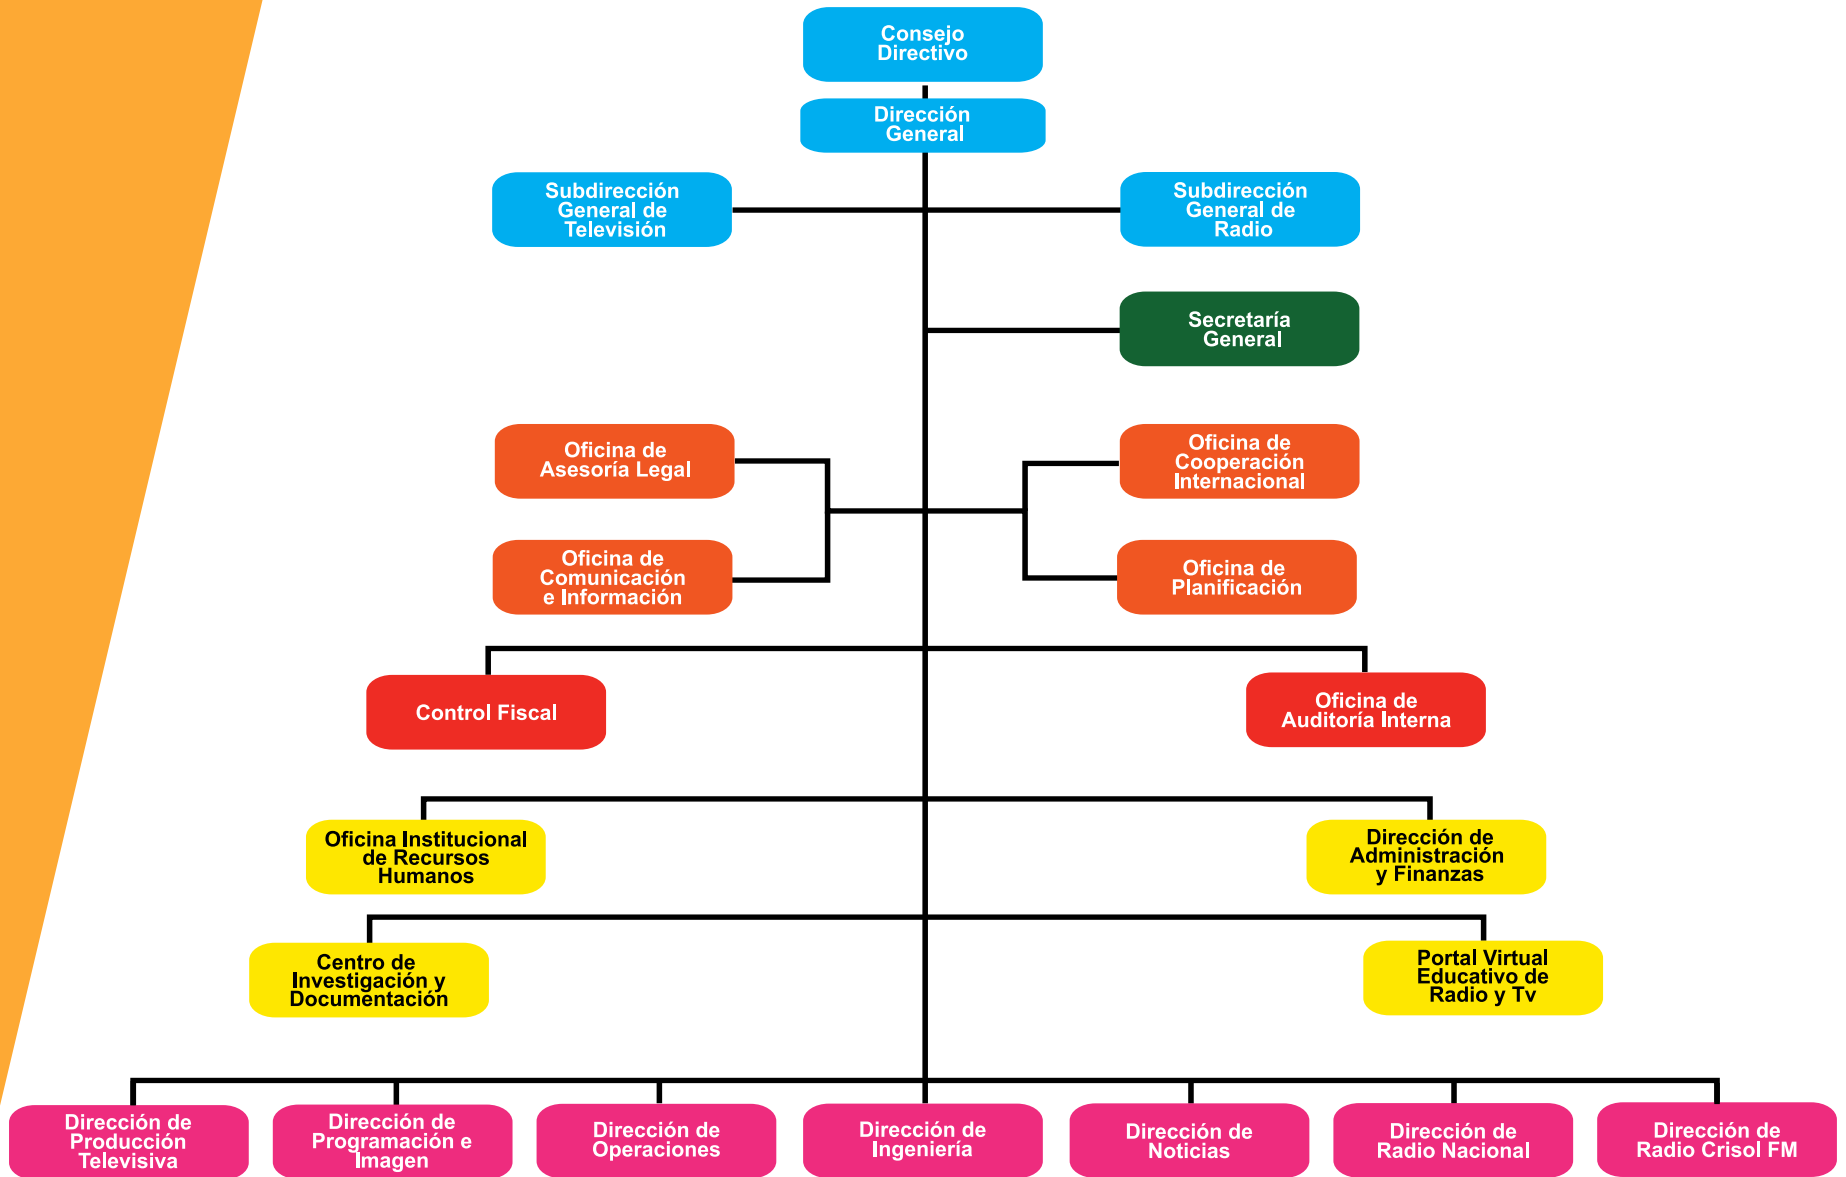 Consejo
Directivo
Dirección
General
Subdirección
General de
Televisión
Subdirección
General de
Radio
Secretaría
General
Oficina de
Asesoría Legal
Oficina de
Cooperación
Internacional
Oficina de
Comunicación
e Información
Oficina de
Planificación
Control Fiscal
Oficina de
Auditoría Interna
Oficina Institucional
de Recursos
Humanos
Dirección de
Administración
y Finanzas
Centro de
Investigación y
Documentación
Portal Virtual
Educativo de
Radio y Tv
Dirección de
Producción
Televisiva
Dirección de
Programación e
Imagen
Dirección de
Operaciones
Dirección de
Ingeniería
Dirección de
Noticias
Dirección de
Radio Nacional
Dirección de
Radio Crisol FM